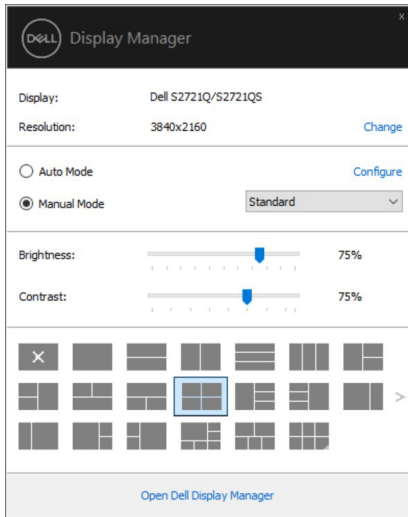 x
DELL Display Manager
Display: Dell S2721Q/S2721QS
Resolution: 3840x2160 Change
Auto Mode Configure
Manual Mode Standard
Brightness: 75%
Contrast: 75%
Open Dell Display Manager